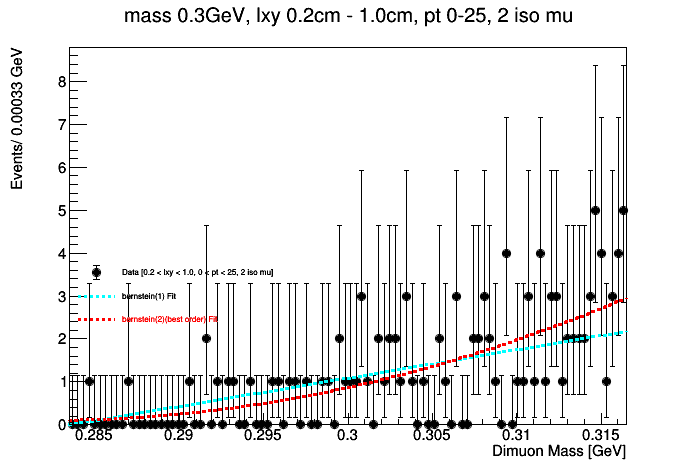 mass 0.3GeV, lxy 0.2cm - 1.0cm, pt 0-25, 2 iso mu
Events/ 0.00033 GeV
8
7
6
5
4
3
2
1
0
Data [0.2 < lxy < 1.0, 0 < pt < 25, 2 iso mu]
bernstein(1) Fit
bernstein(2)(best order) Fit
0.285 0.29 0.295 0.3 0.305 0.31 0.315
Dimuon Mass [GeV]